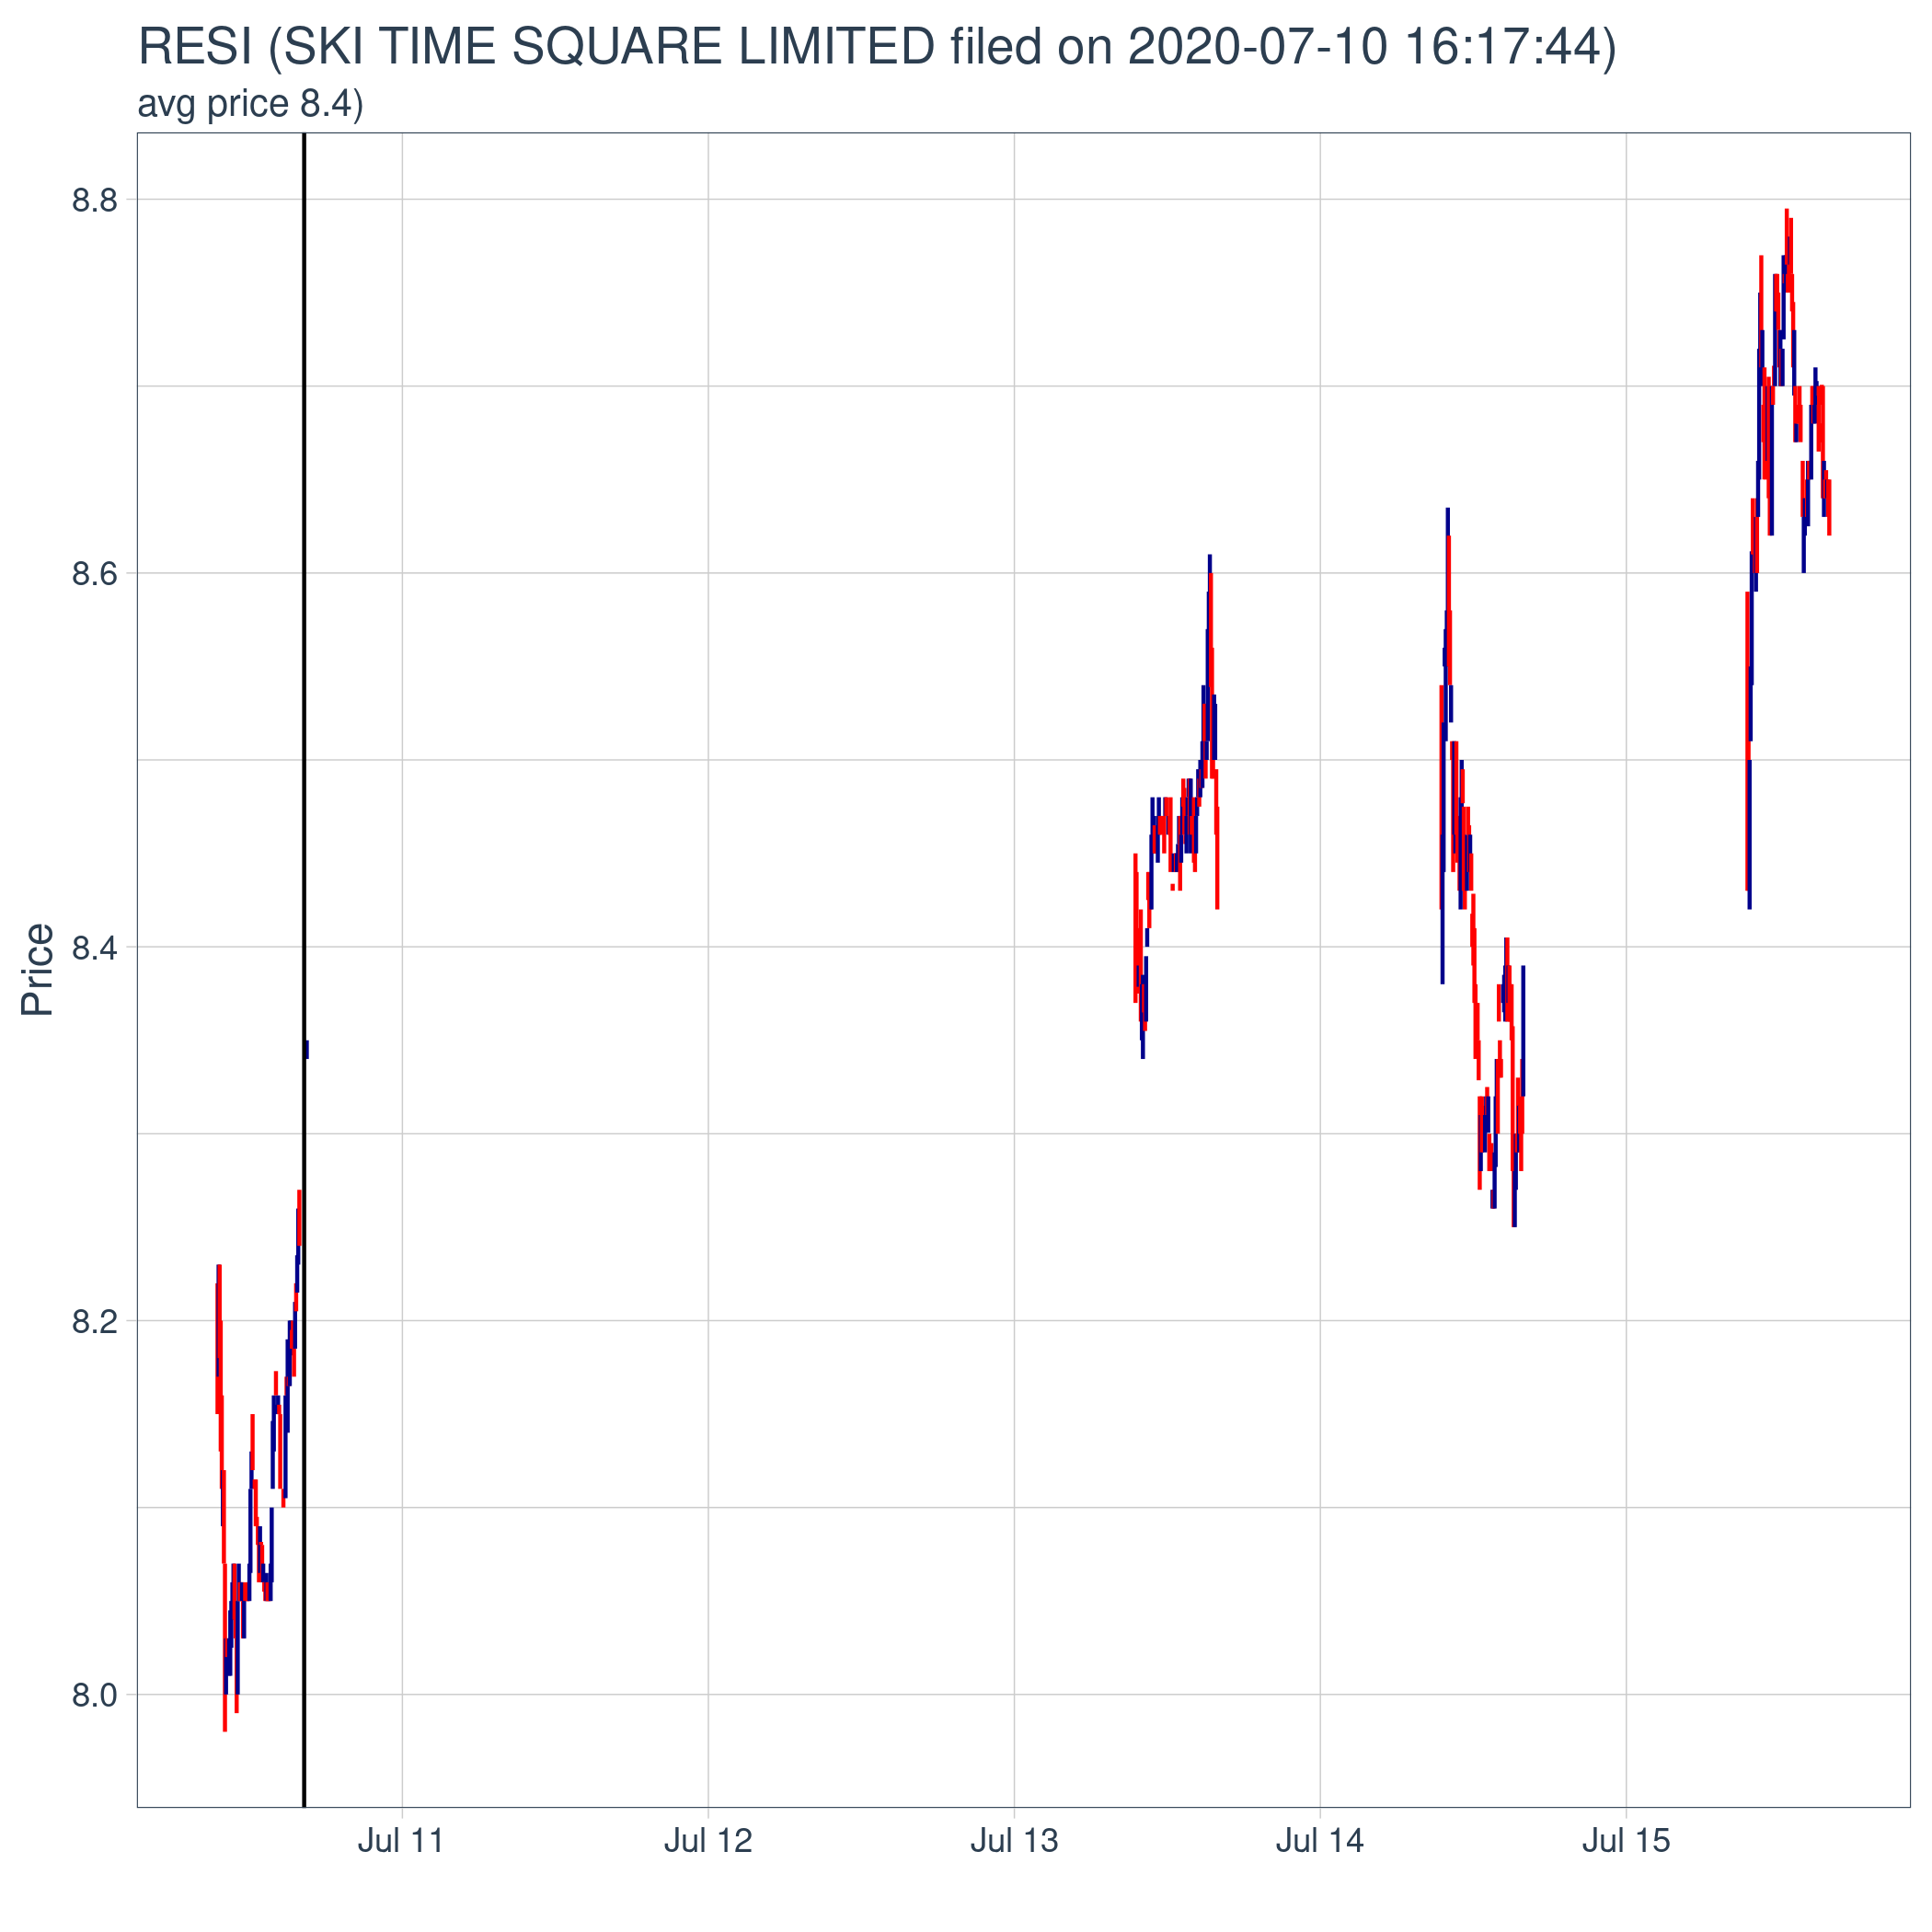 RESI (SKI TIME SQUARE LIMITED filed on 2020-07-10 16:17:44)
avg price 8.4)
8.8
8.6
8.4
8.2
8.0
Price
Jul 11
Jul 12
Jul 13
Jul 14
Jul 15